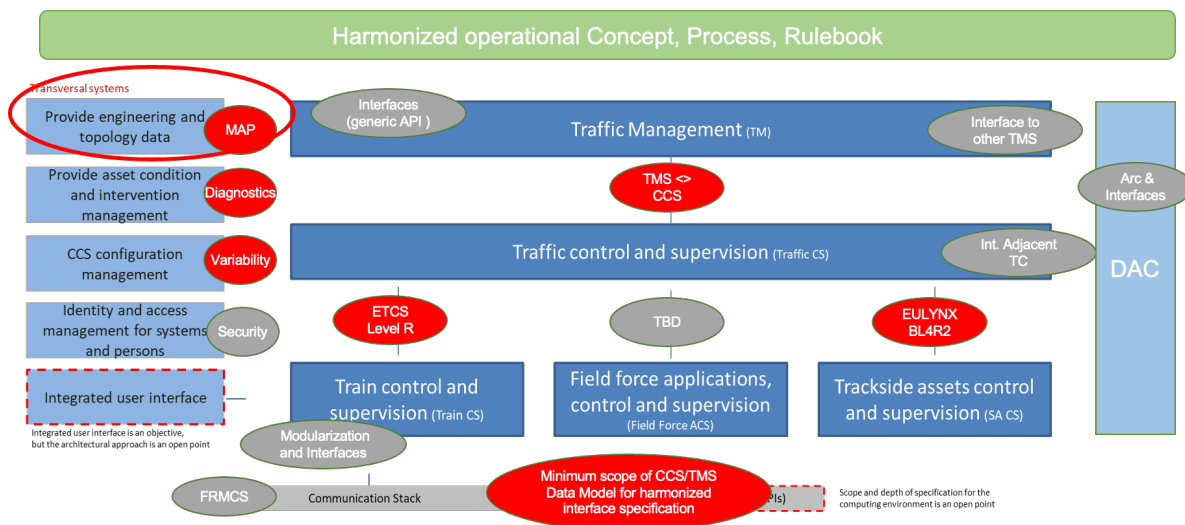 Harmonized operational Concept, Process, Rulebook
Transversal systems
Provide engineering and
topology data
MAP
Interfaces
(generic API )
Traffic Management (TM)
Interface to
other TMS
Provide asset condition
and intervention
management
Diagnostics
TMS <>
CCS
Arc &
Interfaces
CCS configuration
management
Variability
Traffic control and supervision (Traffic CS)
Int. Adjacent
TC
DAC
Identity and access
management for systems
and persons
Security
ETCS
Level R
TBD
EULYNX
BL4R2
Integrated user interface
Train control and
supervision (Train CS)
Field force applications,
control and supervision
(Field Force ACS)
Trackside assets control
and supervision (SA CS)
Integrated user interface is an objective,
but the architectural approach is an open point
Modularization
and Interfaces
FRMCS
Communication Stack
Minimum scope of CCS/TMS
Data Model for harmonized
interface specification
PIs)
Scope and depth of specification for the
computing environment is an open point